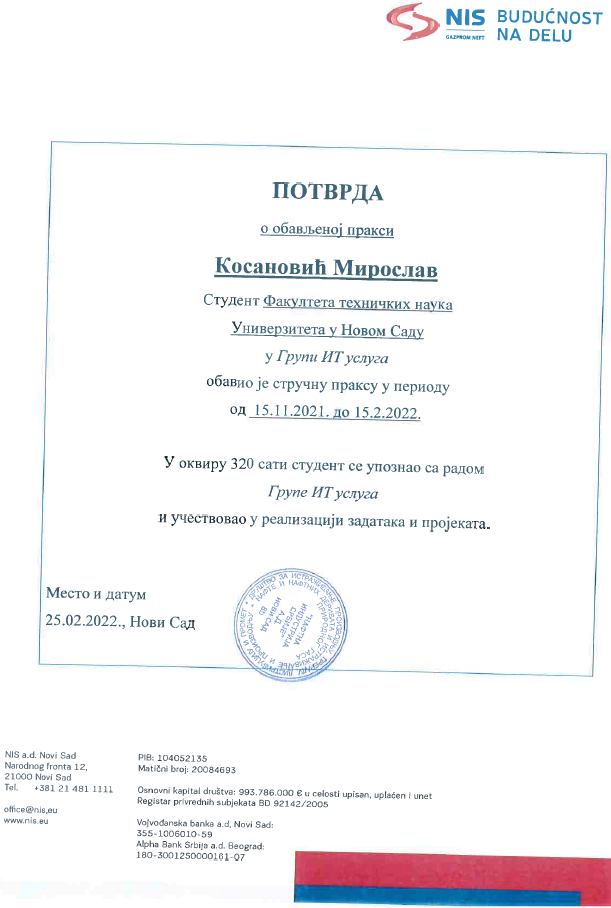 NIS
GAZPROM NEFT
BUDUĆNOST
NA DELU
ПОТВРДА
о обављеној пракси
Косановић Мирослав
Студент Факултета техничких наука
Универзитета у Новом Саду
у Групи ИТ услуга
обавио је стручну праксу у периоду
од 15.11.2021. до 15.2.2022.
У оквиру 320 сати студент се упознао са радом
Групе ИТ услуга
и учествовао у реализацији задатака и пројеката.
Место и датум
25.02.2022., Нови Сад
"НАФТНА
ИНДУСТРИЈА
СРБИЈЕ"
А.Д.
НОВИ САД
NIS a.d. Novi Sad
Narodnog fronta 12,
21000 Novi Sad
Tel. +381 21 481 1111
office@nis.eu
www.nis.eu
PIB: 104052135
Matični broj: 20084693
Osnovni kapital društva: 993.786.000 € u celosti upisan, uplaćen i unet
Registar privrednih subjekata BD 92142/2005
Vojvođanska banka a.d, Novi Sad:
355-1006010-59
Alpha Bank Srbija a.d. Beograd:
180-3001250000161-07